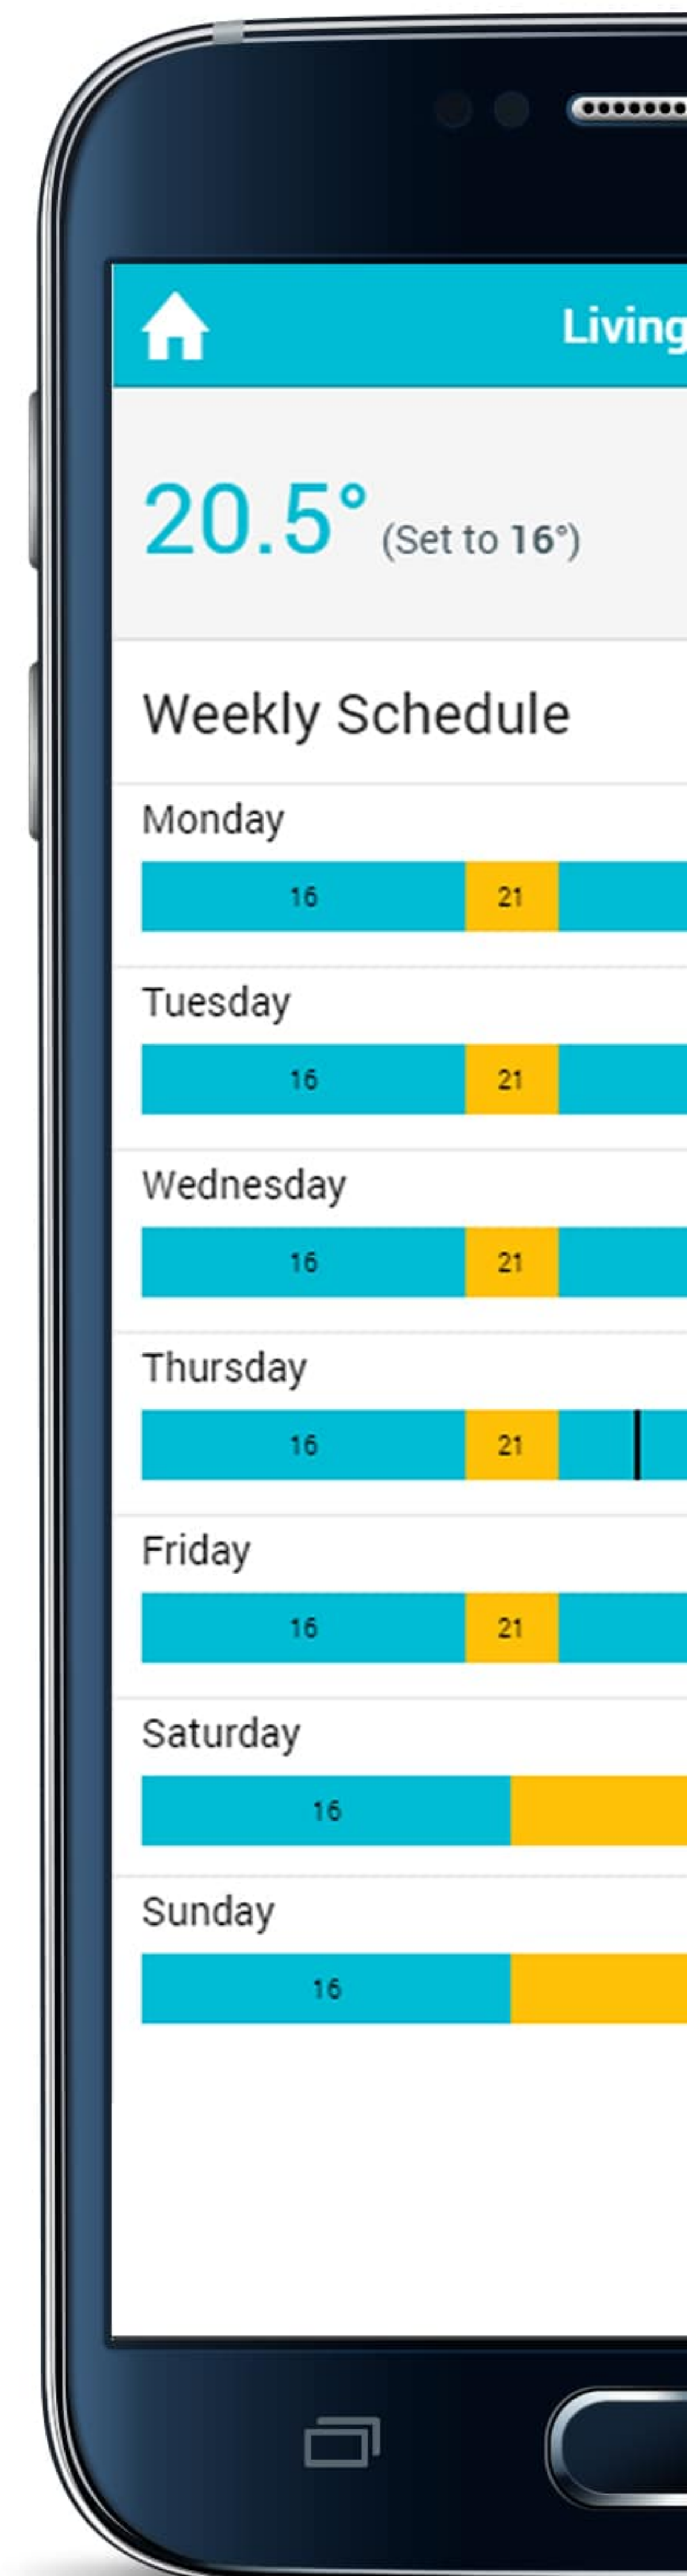 Living
20.5° (Set to 16°)
Weekly Schedule
Monday
16 21
Tuesday
16 21
Wednesday
16 21
Thursday
16 21
Friday
16 21
Saturday
16
Sunday
16